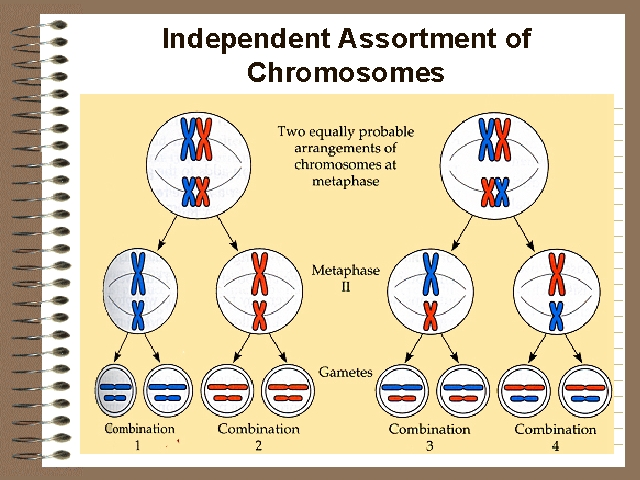 Independent Assortment of
Chromosomes
Two equally probable
arrangements of
chromosomes at
metaphase
Metaphase
II
Gametes
Combination
1
Combination
2
Combination
3
Combination
4